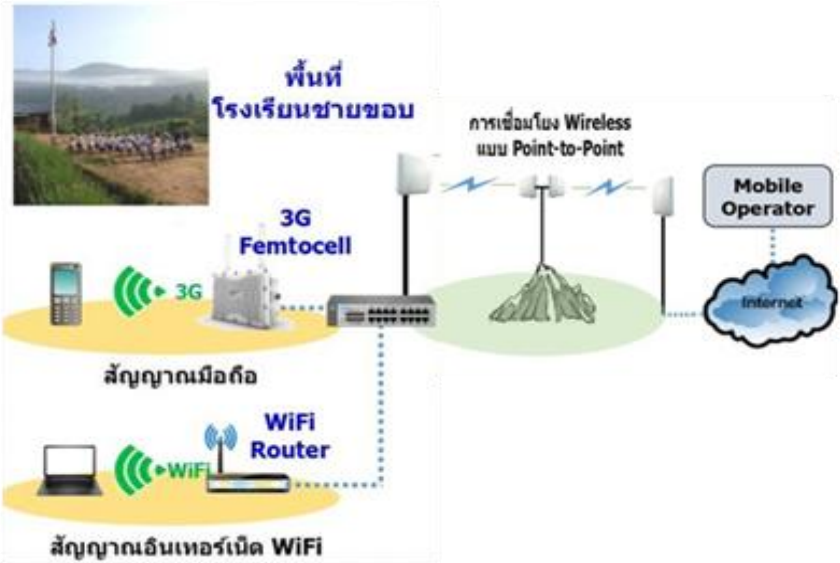 พื้นที่
โรงเรียนชายขอบ
การเชื่อมโยง Wireless
แบบ Point-to-Point
Mobile
Operator
3G
Femtocell
3G
Internet
สัญญาณมือถือ
WiFi
Router
WiFi
สัญญาณอินเทอร์เน็ต WiFi